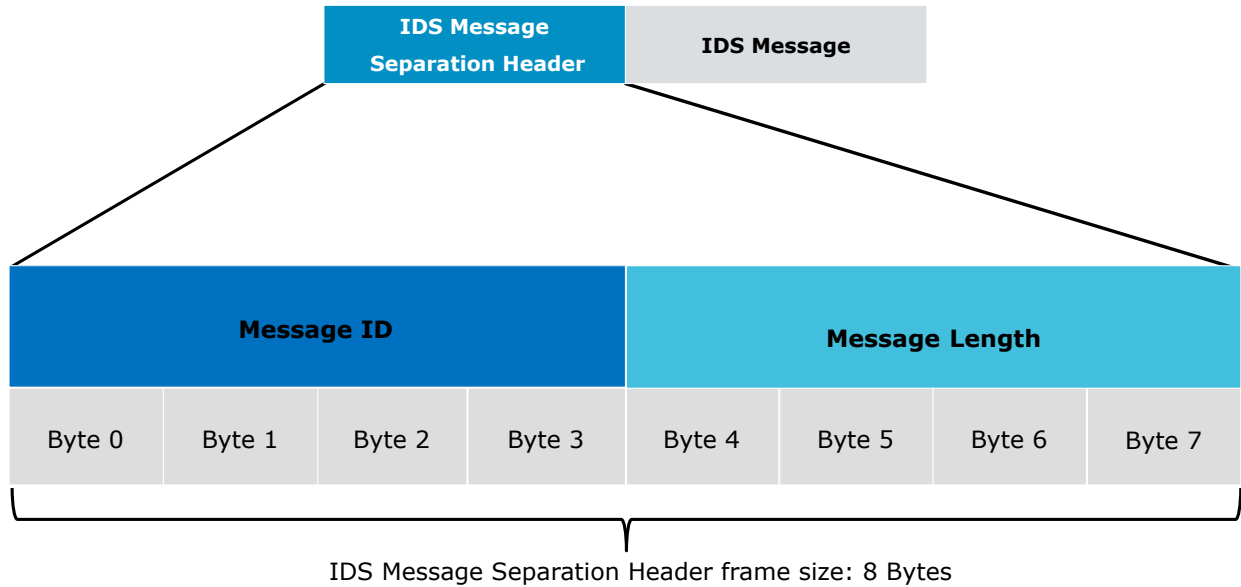 IDS Message
Separation Header
IDS Message
Message ID
Message Length
Byte 0
Byte 1
Byte 2
Byte 3
Byte 4
Byte 5
Byte 6
Byte 7
IDS Message Separation Header frame size: 8 Bytes